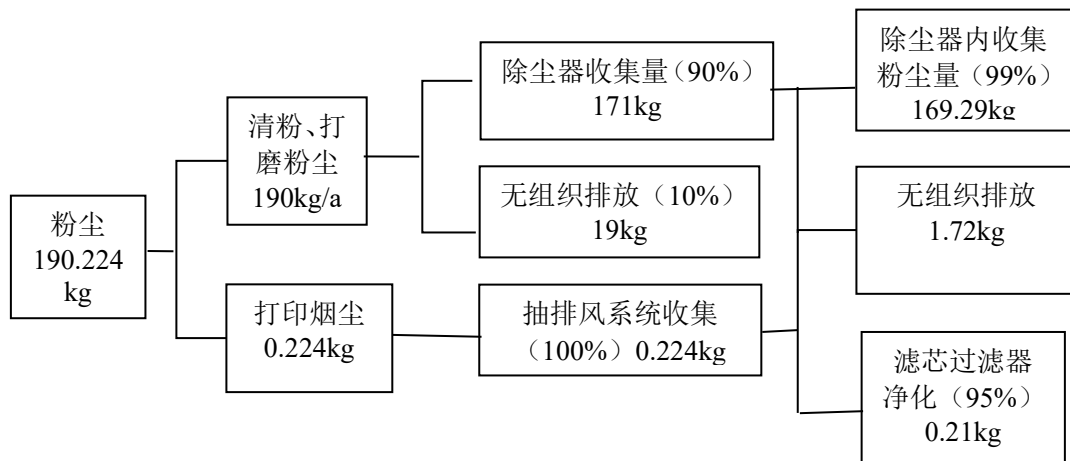 粉尘
190.224
kg
清粉、打
磨粉尘
190kg/a
打印烟尘
0.224kg
除尘器收集量（90%）
171kg
无组织排放（10%）
19kg
抽排风系统收集
（100%）0.224kg
除尘器内收集
粉尘量（99%）
169.29kg
无组织排放
1.72kg
滤芯过滤器
净化（95%）
0.21kg